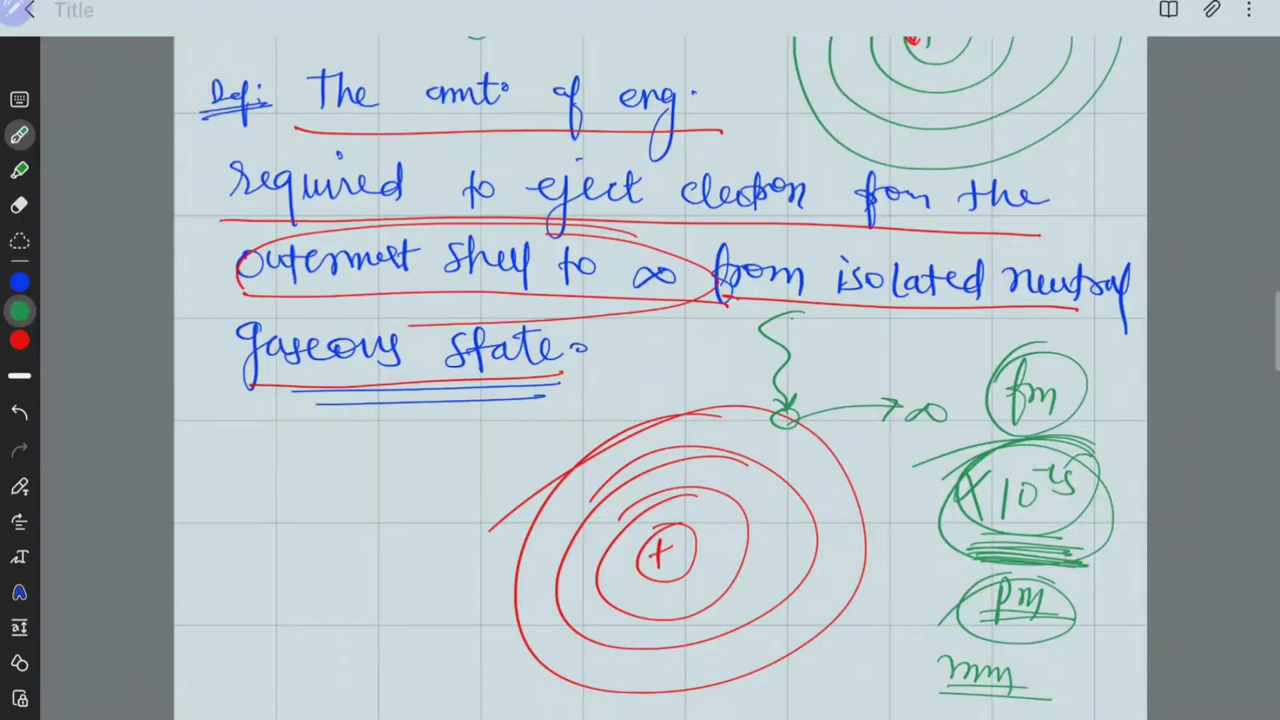 Title
Def: The amt. of eng.
required to eject electron from the
outermost shell to ∞ from isolated neutral
gaseous state.
∞
fm
×10⁻¹⁵
+
pm
mm